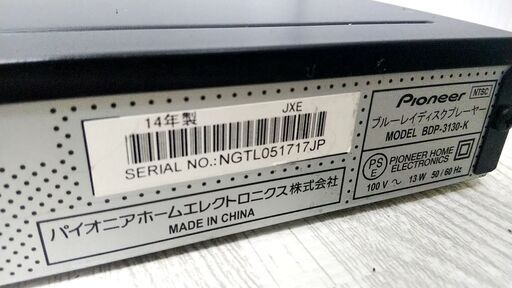 14年製 JXE
SERIAL NO.:NGTL051717JP
パイオニアホームエレクトロニクス株式会社
MADE IN CHINA
Pioneer NTSC
ブルーレイディスクプレーヤー
MODEL BDP-3130-K
PS E
PIONEER HOME
ELECTRONICS
100 V ~ 13 W 50/60 Hz